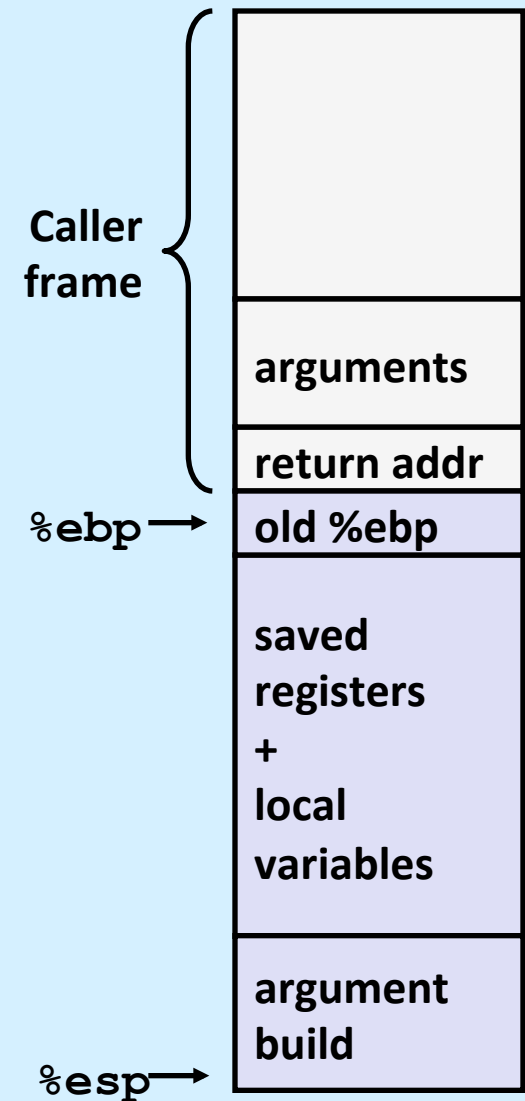 Caller
frame
arguments
return addr
%ebp
old %ebp
saved
registers
+
local
variables
argument
build
%esp